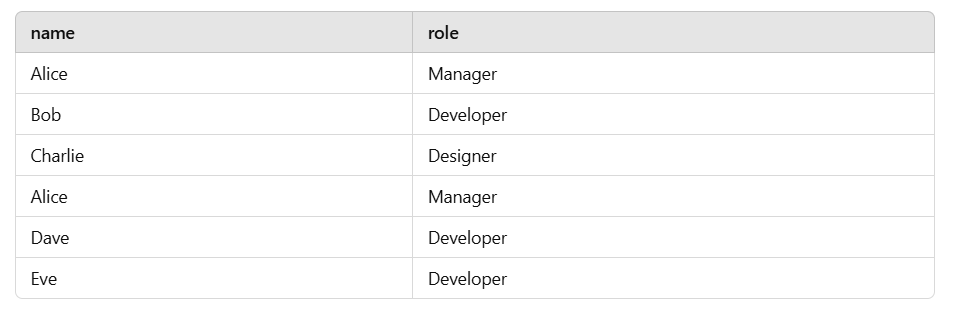 name role
Alice Manager
Bob Developer
Charlie Designer
Alice Manager
Dave Developer
Eve Developer